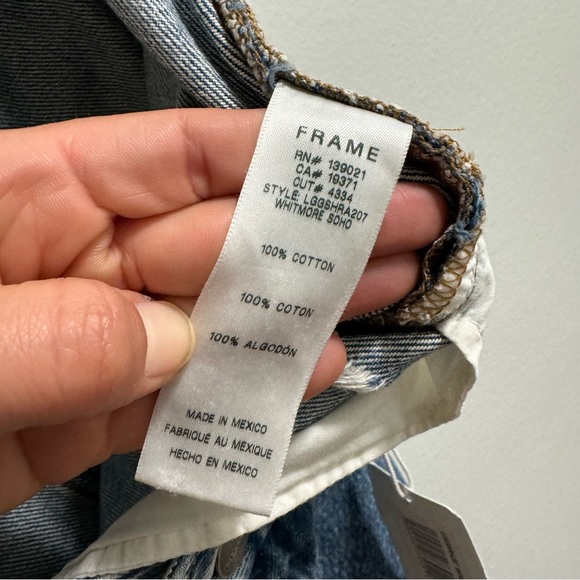 FRAME
RN# 139021
CA# 19371
CUT# 4334
STYLE: LGGSHRA207
WHITMORE SOHO
100% COTTON
100% COTON
100% ALGODÓN
MADE IN MEXICO
FABRIQUÉ AU MEXIQUE
HECHO EN MEXICO